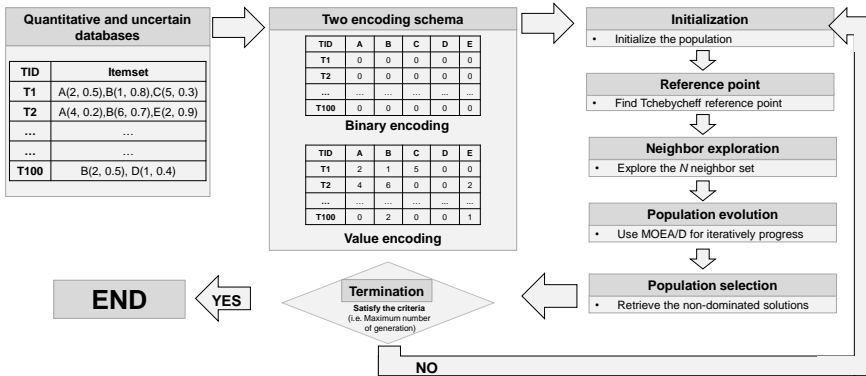 Quantitative and uncertain
databases
TID Itemset
T1 A(2, 0.5),B(1, 0.8),C(5, 0.3)
T2 A(4, 0.2),B(6, 0.7),E(2, 0.9)
... ...
... ...
T100 B(2, 0.5), D(1, 0.4)
Two encoding schema
TID A B C D E
T1 0 0 0 0 0
T2 0 0 0 0 0
... ... ... ... ... ...
T100 0 0 0 0 0
Binary encoding
TID A B C D E
T1 2 1 5 0 0
T2 4 6 0 0 2
... ... ... ... ... ...
T100 0 2 0 0 1
Value encoding
Initialization
• Initialize the population
Reference point
• Find Tchebycheff reference point
Neighbor exploration
• Explore the N neighbor set
Population evolution
• Use MOEA/D for iteratively progress
Population selection
• Retrieve the non-dominated solutions
Termination
Satisfy the criteria
(i.e. Maximum number
of generation)
YES
END
NO